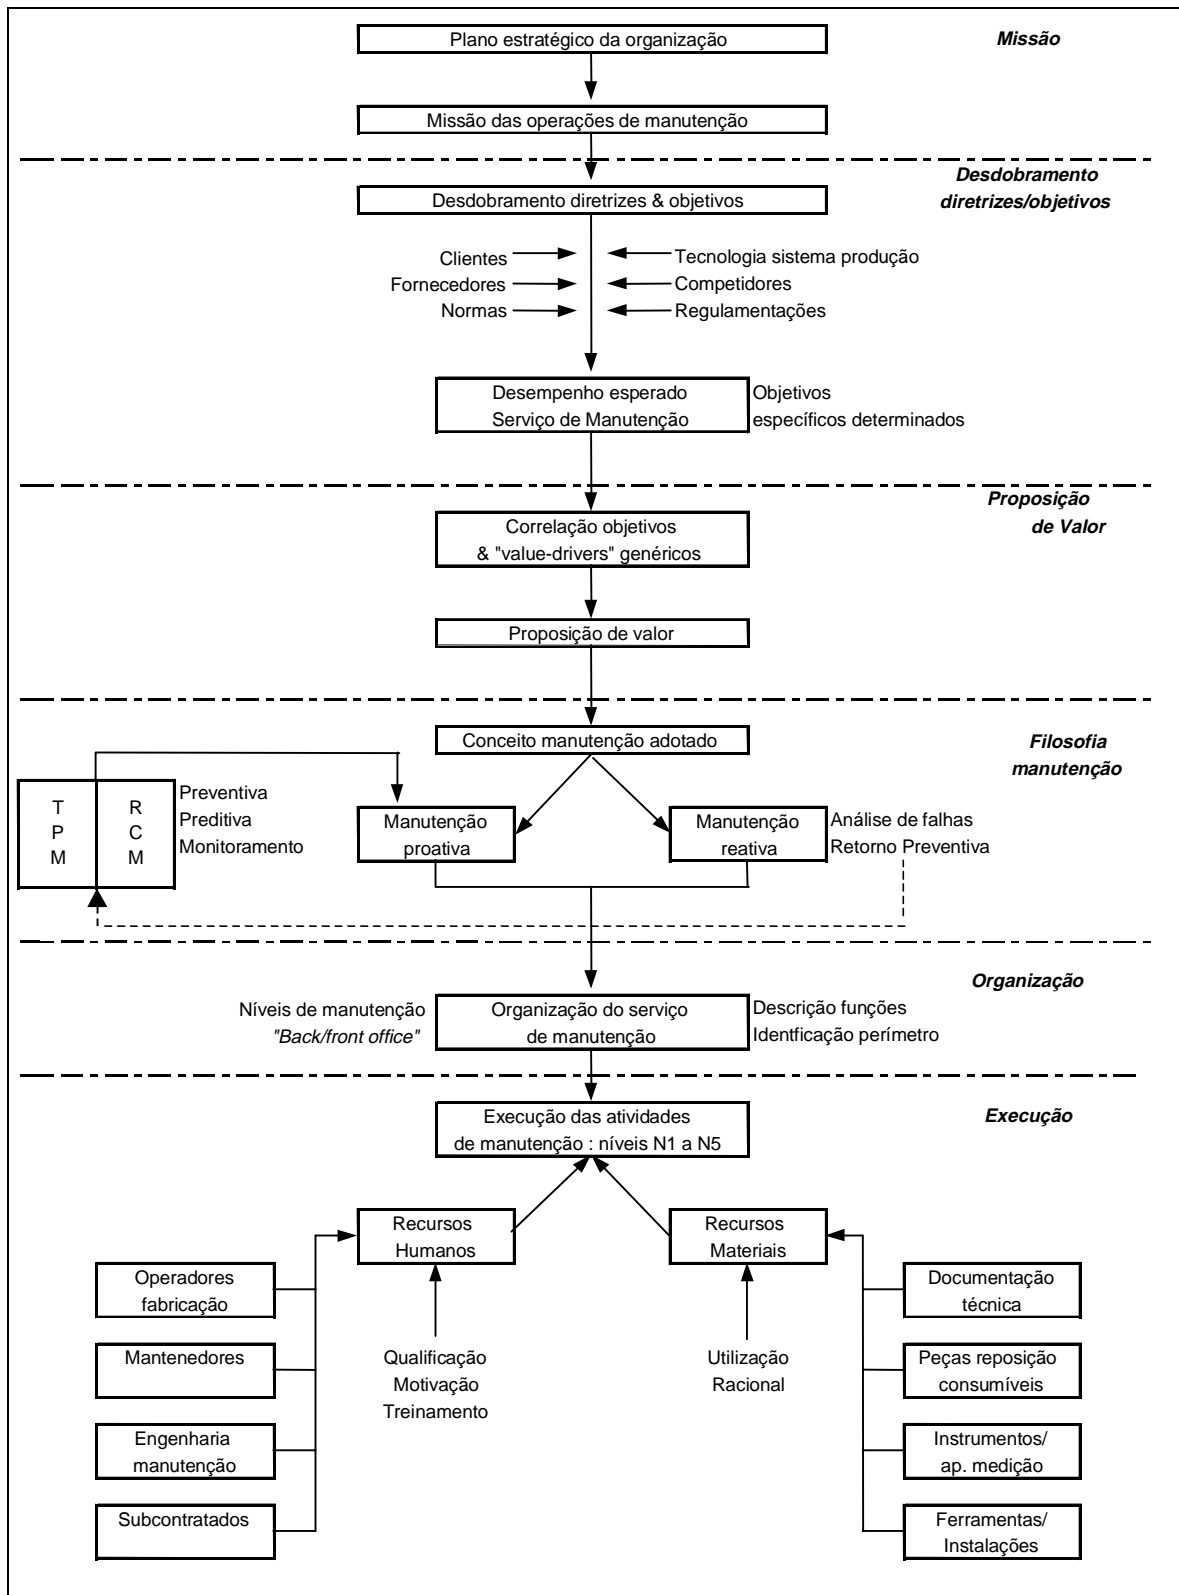 Plano estratégico da organização
Missão
Missão das operações de manutenção
Desdobramento
diretrizes/objetivos
Desdobramento diretrizes & objetivos
Clientes
Fornecedores
Normas
Tecnologia sistema produção
Competidores
Regulamentações
Desempenho esperado
Serviço de Manutenção
Objetivos
específicos determinados
Proposição
de Valor
Correlação objetivos
& "value-drivers" genéricos
Proposição de valor
Filosofia
manutenção
Conceito manutenção adotado
T
P
M
R
C
M
Preventiva
Preditiva
Monitoramento
Manutenção
proativa
Manutenção
reativa
Análise de falhas
Retorno Preventiva
Organização
Níveis de manutenção
"Back/front office"
Organização do serviço
de manutenção
Descrição funções
Identficação perímetro
Execução
Execução das atividades
de manutenção : níveis N1 a N5
Recursos
Humanos
Recursos
Materiais
Operadores
fabricação
Mantenedores
Engenharia
manutenção
Subcontratados
Qualificação
Motivação
Treinamento
Utilização
Racional
Documentação
técnica
Peças reposição
consumíveis
Instrumentos/
ap. medição
Ferramentas/
Instalações